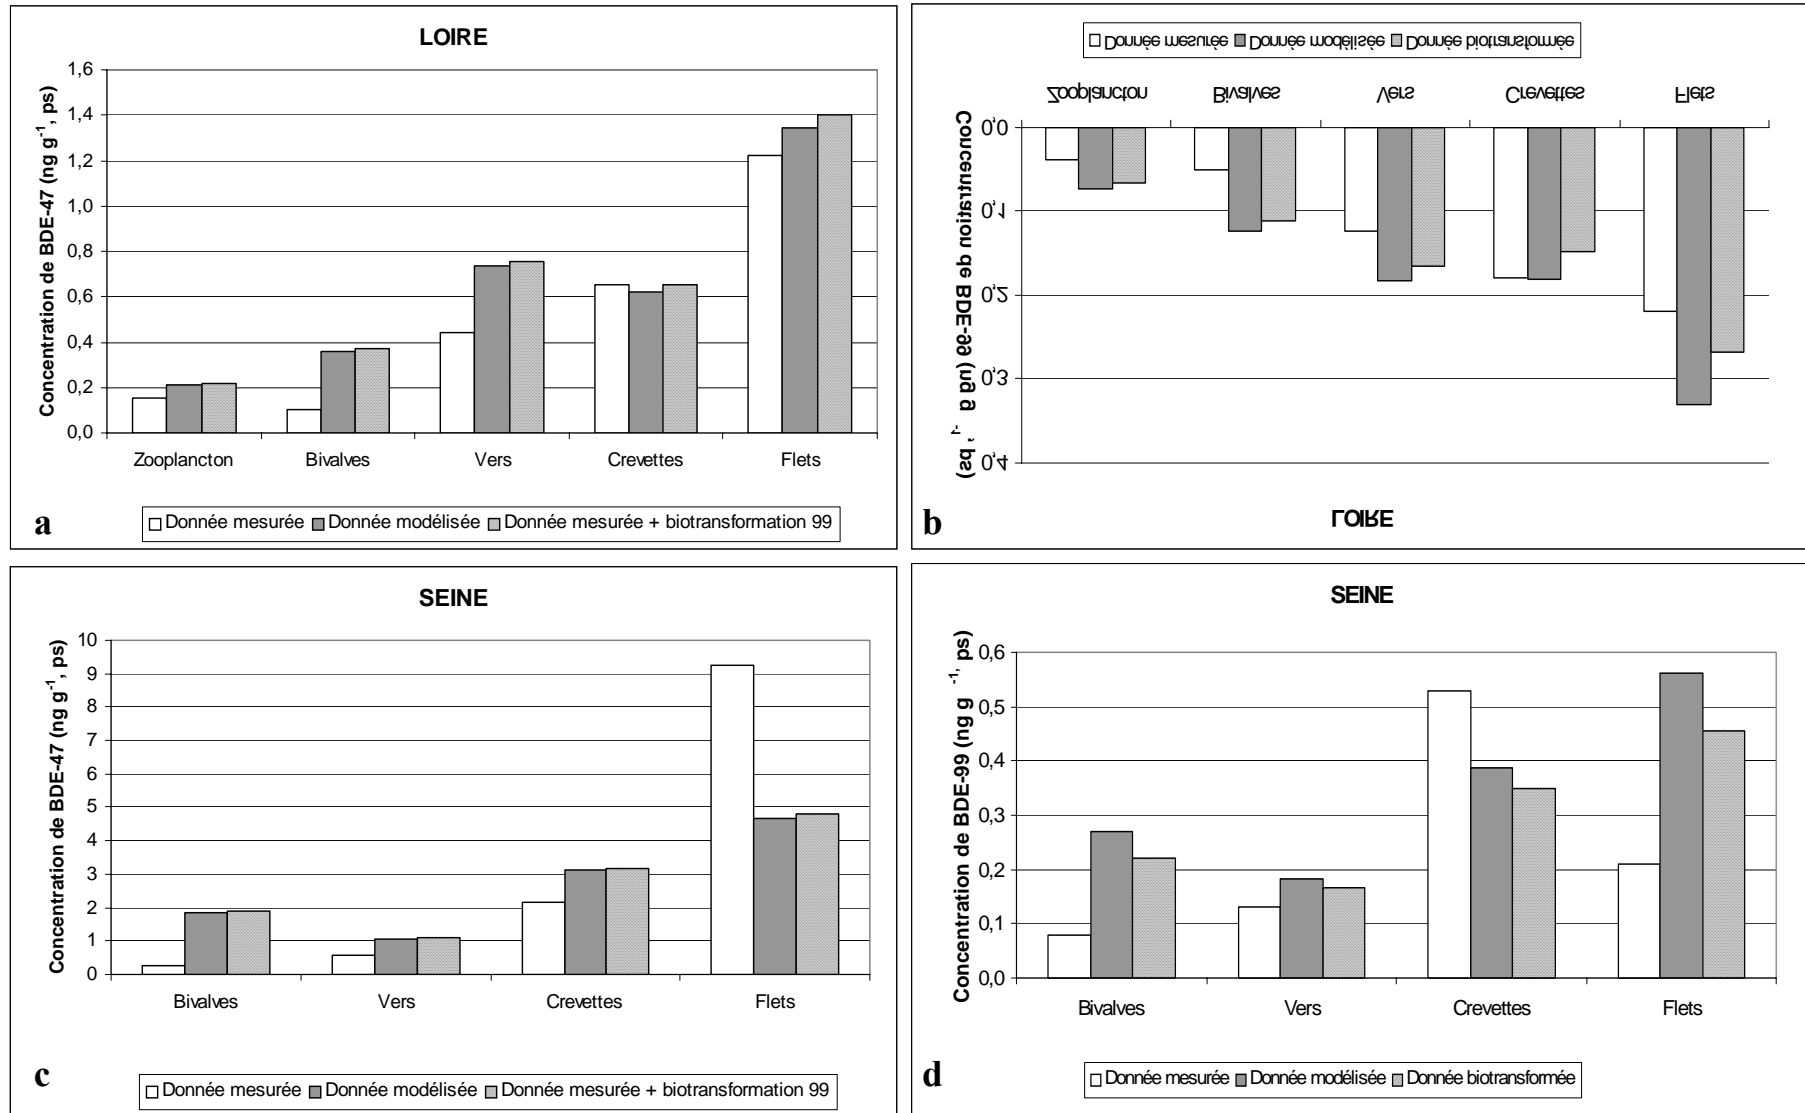 LOIRE
Concentration de BDE-47 (ng g-1, ps)
1,6
1,4
1,2
1,0
0,8
0,6
0,4
0,2
0,0
Zooplancton Bivalves Vers Crevettes Flets
Donnée mesurée Donnée modélisée Donnée mesurée + biotransformation 99
a
Donnée mesurée Donnée modélisée Donnée biotransformée
Zooplancton Bivalves Vers Crevettes Flets
Concentration de BDE-99 (ng g-1, ps)
0,0
0,1
0,2
0,3
0,4
LOIRE
b
SEINE
Concentration de BDE-47 (ng g-1, ps)
10
9
8
7
6
5
4
3
2
1
0
Bivalves Vers Crevettes Flets
Donnée mesurée Donnée modélisée Donnée mesurée + biotransformation 99
c
SEINE
Concentration de BDE-99 (ng g -1, ps)
0,6
0,5
0,4
0,3
0,2
0,1
0,0
Bivalves Vers Crevettes Flets
Donnée mesurée Donnée modélisée Donnée biotransformée
d